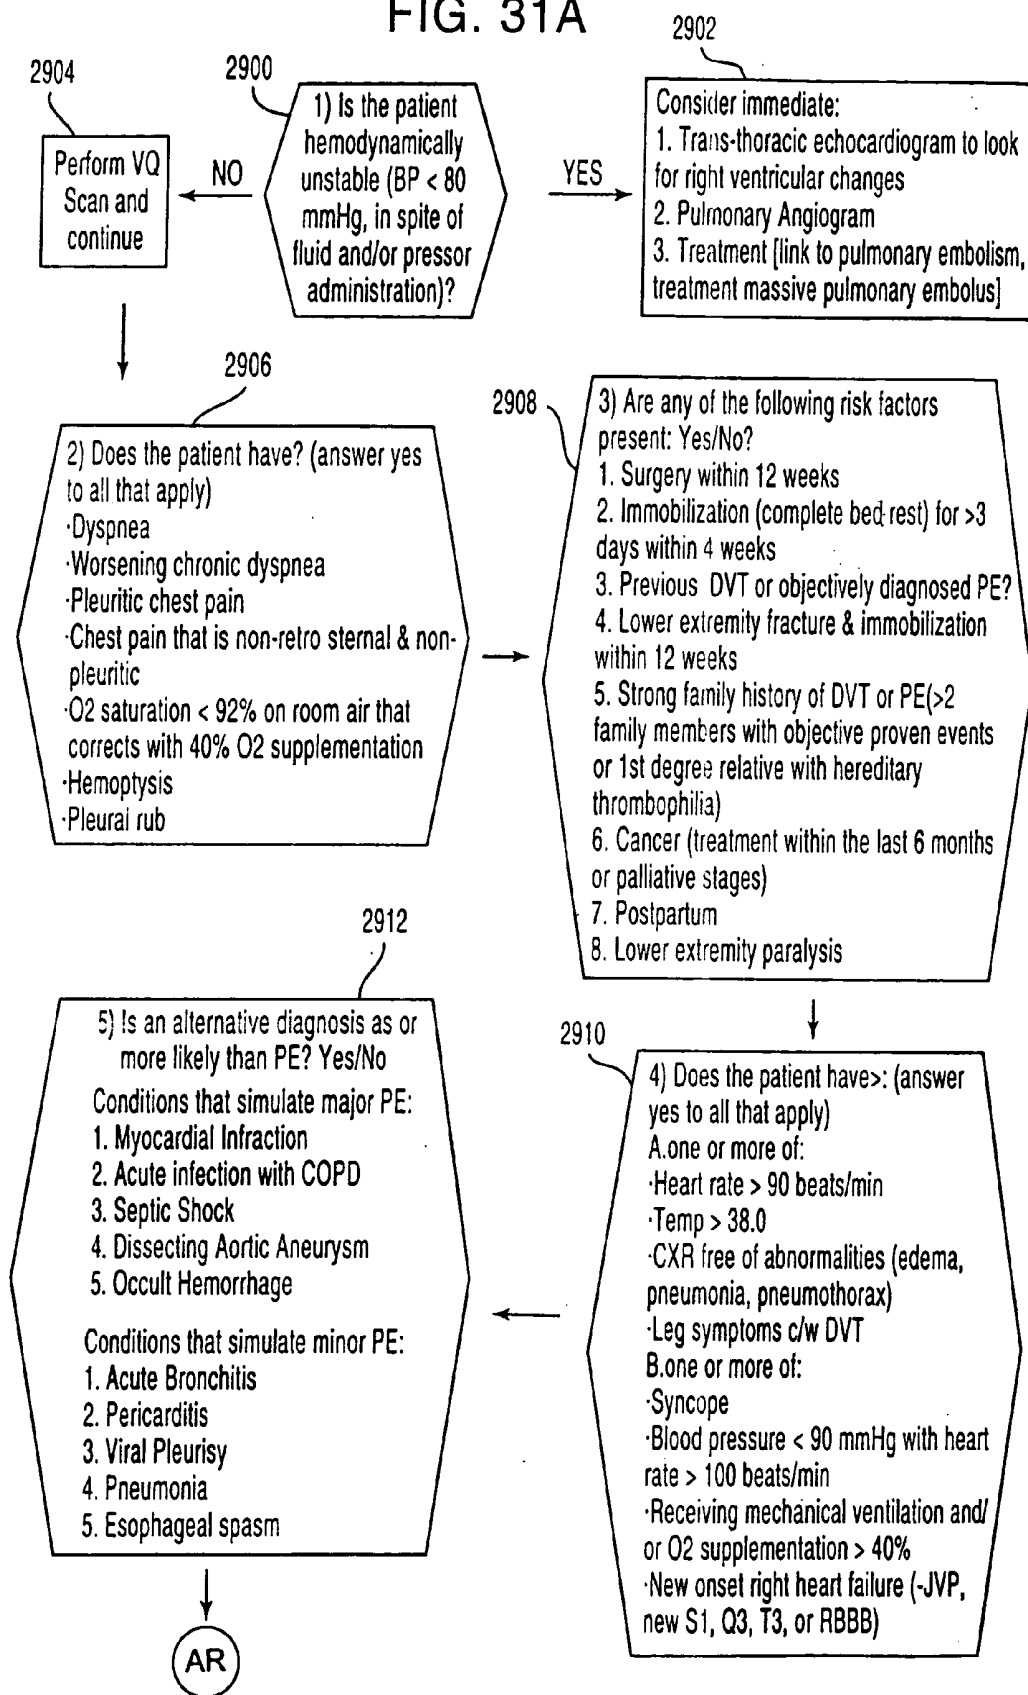 FIG. 31A
2904
2900
2902
Perform VQ
Scan and
continue
NO
1) Is the patient
hemodynamically
unstable (BP < 80
mmHg, in spite of
fluid and/or pressor
administration)?
YES
Consider immediate:
1. Trans-thoracic echocardiogram to look
for right ventricular changes
2. Pulmonary Angiogram
3. Treatment [link to pulmonary embolism,
treatment massive pulmonary embolus]
2906
2) Does the patient have? (answer yes
to all that apply)
·Dyspnea
·Worsening chronic dyspnea
·Pleuritic chest pain
·Chest pain that is non-retro sternal & non-
pleuritic
·O2 saturation < 92% on room air that
corrects with 40% O2 supplementation
·Hemoptysis
·Pleural rub
2908
3) Are any of the following risk factors
present: Yes/No?
1. Surgery within 12 weeks
2. Immobilization (complete bed rest) for >3
days within 4 weeks
3. Previous DVT or objectively diagnosed PE?
4. Lower extremity fracture & immobilization
within 12 weeks
5. Strong family history of DVT or PE(>2
family members with objective proven events
or 1st degree relative with hereditary
thrombophilia)
6. Cancer (treatment within the last 6 months
or palliative stages)
7. Postpartum
8. Lower extremity paralysis
2910
4) Does the patient have>: (answer
yes to all that apply)
A.one or more of:
·Heart rate > 90 beats/min
·Temp > 38.0
·CXR free of abnormalities (edema,
pneumonia, pneumothorax)
·Leg symptoms c/w DVT
B.one or more of:
·Syncope
·Blood pressure < 90 mmHg with heart
rate > 100 beats/min
·Receiving mechanical ventilation and/
or O2 supplementation > 40%
·New onset right heart failure (-JVP,
new S1, Q3, T3, or RBBB)
2912
5) Is an alternative diagnosis as or
more likely than PE? Yes/No
Conditions that simulate major PE:
1. Myocardial Infraction
2. Acute infection with COPD
3. Septic Shock
4. Dissecting Aortic Aneurysm
5. Occult Hemorrhage
Conditions that simulate minor PE:
1. Acute Bronchitis
2. Pericarditis
3. Viral Pleurisy
4. Pneumonia
5. Esophageal spasm
AR